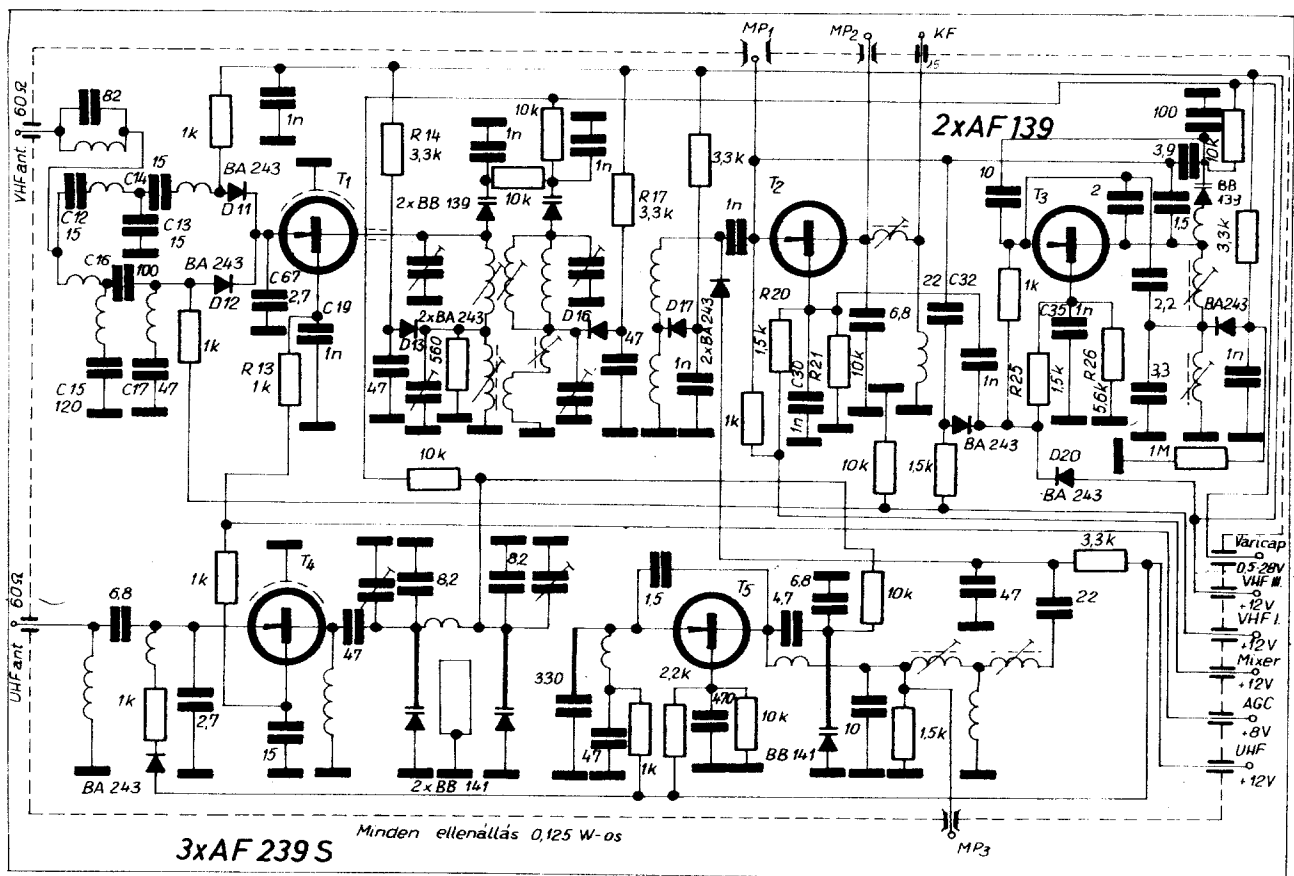 MP1
MP2
KF
VHF ant.
60Ω
82
1k
1n
R14
3,3k
1n
10k
1n
10k
R17
3,3k
3,3k
2xAF139
100
10k
3,9
BB
15
C12
15
C14
C13
15
BA 243
D11
T1
2xBB 139
1n
T2
10
T3
2
1,5
3,3k
C16
100
BA 243
D12
C67
2,7
C19
1n
R13
1k
1k
C15
120
C17
47
2xBA243
D13
560
47
D16
47
D17
2xBA243
1n
R20
1,5k
1k
C30
1n
R21
10k
6,8
22
C32
1n
1k
R25
1,5k
C35
1n
R26
5,6k
2,2
3,3
BA243
1n
1M
BA 243
D20
BA 243
10k
10k
1,5k
3,3k
UHF ant.
60Ω
6,8
1k
2,7
BA 243
1k
T4
15
47
8,2
8,2
2xBB 141
1,5
T5
4,7
6,8
10k
47
22
330
47
1k
2,2k
470
10k
BB 141
10
1,5k
Varicap
0,5-28V
VHF III.
+12V
VHF I.
+12V
Mixer
+12V
AGC
+8V
UHF
+12V
3xAF 239 S
Minden ellenállás 0,125 W-os
MP3